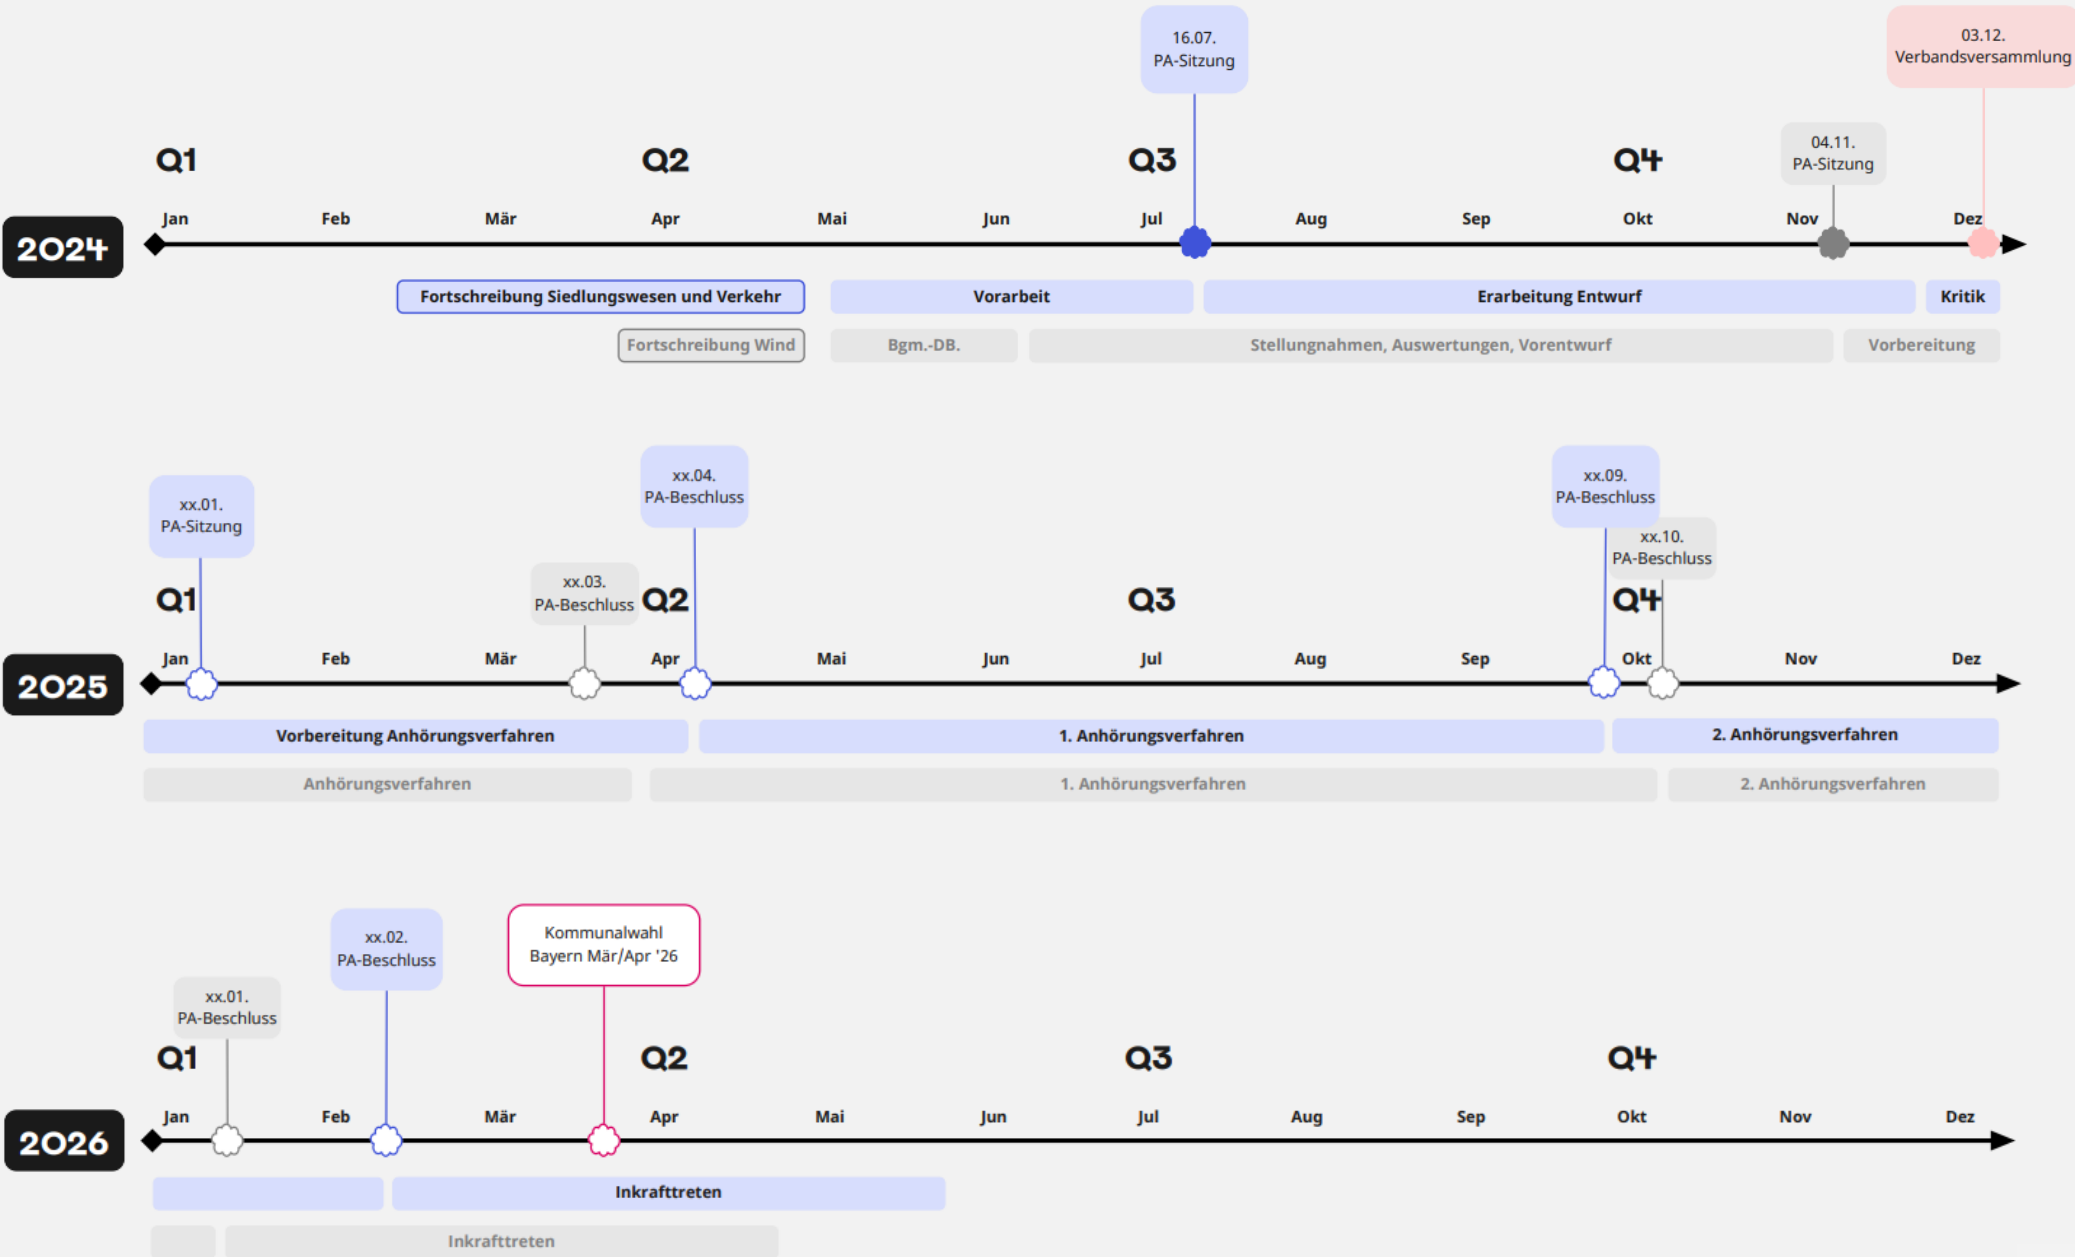 16.07.
PA-Sitzung
03.12.
Verbandsversammlung
04.11.
PA-Sitzung
Q1 Q2 Q3 Q4
Jan Feb Mär Apr Mai Jun Jul Aug Sep Okt Nov Dez
2024
Fortschreibung Siedlungswesen und Verkehr Vorarbeit Erarbeitung Entwurf Kritik
Fortschreibung Wind Bgm.-DB. Stellungnahmen, Auswertungen, Vorentwurf Vorbereitung
xx.01.
PA-Sitzung
xx.03.
PA-Beschluss
xx.04.
PA-Beschluss
xx.09.
PA-Beschluss
xx.10.
PA-Beschluss
Q1 Q2 Q3 Q4
Jan Feb Mär Apr Mai Jun Jul Aug Sep Okt Nov Dez
2025
Vorbereitung Anhörungsverfahren 1. Anhörungsverfahren 2. Anhörungsverfahren
Anhörungsverfahren 1. Anhörungsverfahren 2. Anhörungsverfahren
xx.01.
PA-Beschluss
xx.02.
PA-Beschluss
Kommunalwahl
Bayern Mär/Apr '26
Q1 Q2 Q3 Q4
Jan Feb Mär Apr Mai Jun Jul Aug Sep Okt Nov Dez
2026
Inkrafttreten
Inkrafttreten